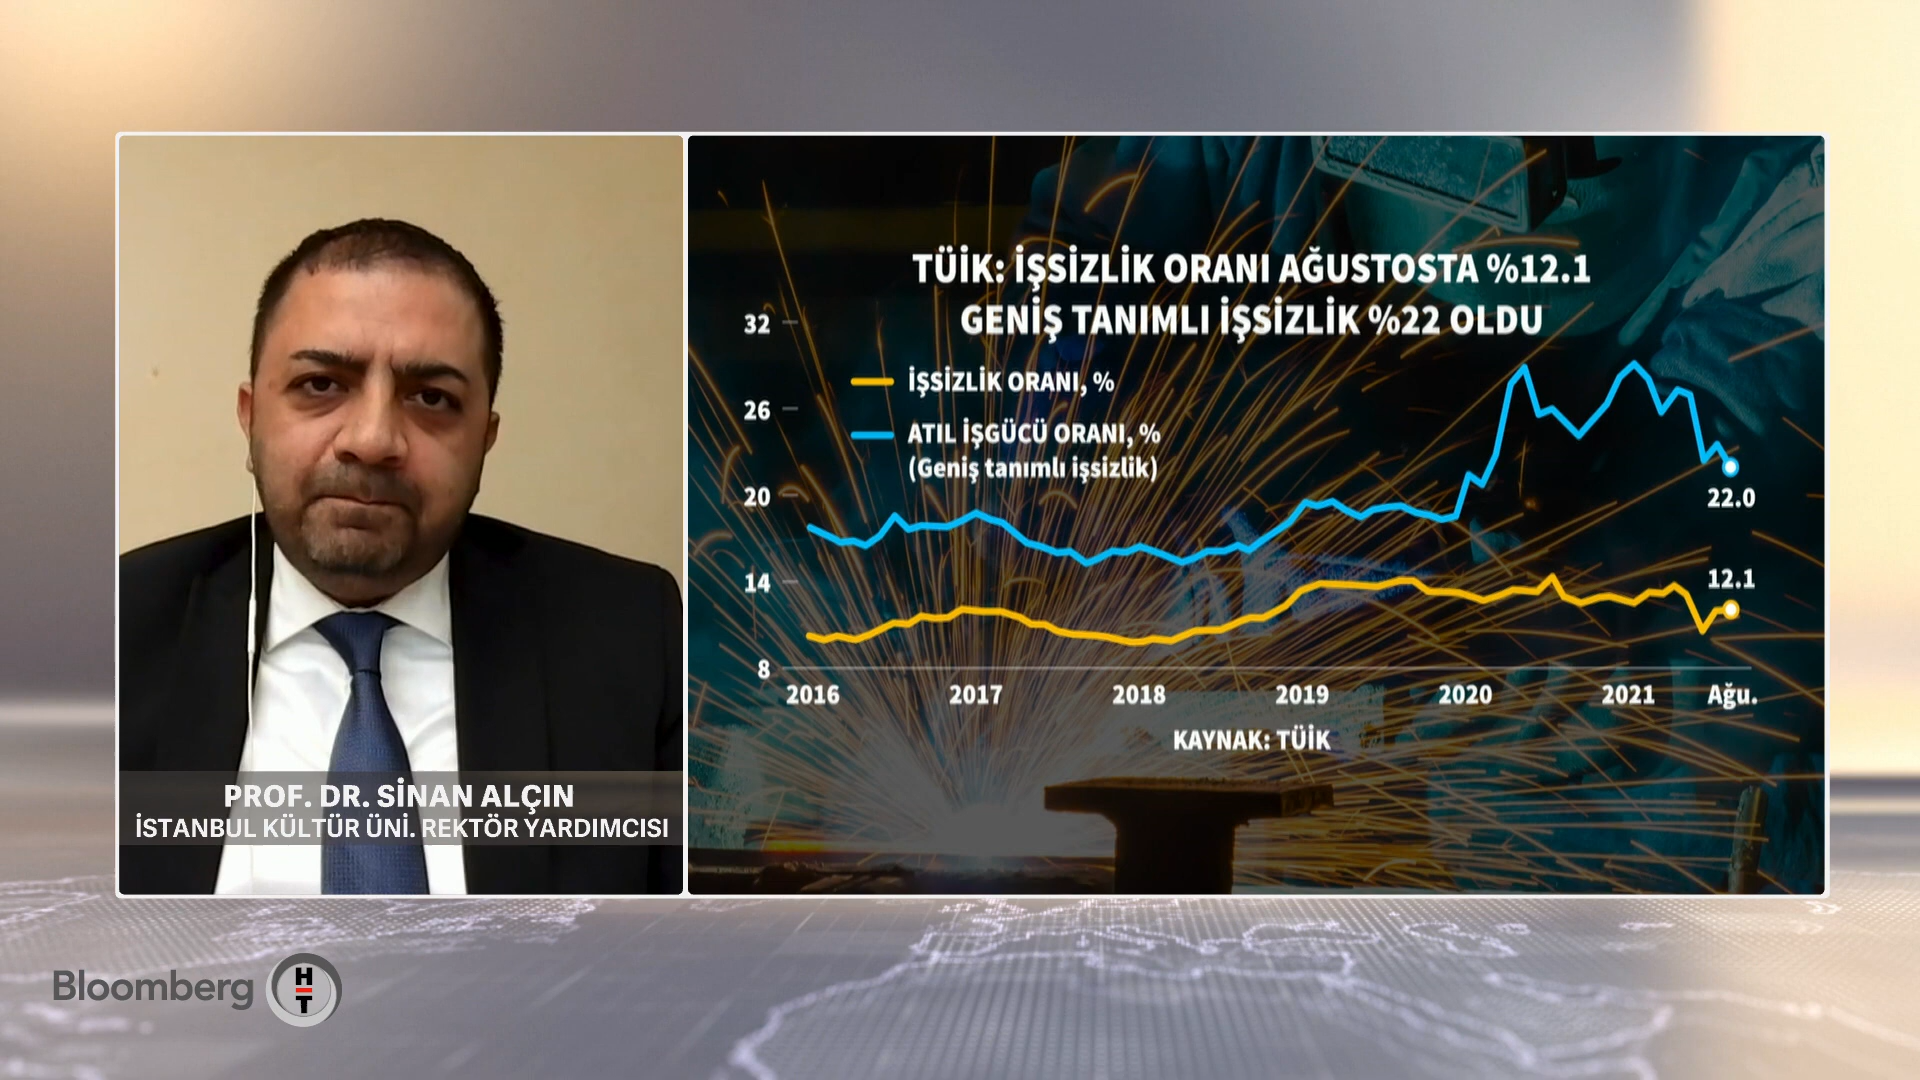 TÜİK: İŞSİZLİK ORANI AĞUSTOSTA %12.1
GENİŞ TANIMLI İŞSİZLİK %22 OLDU
İŞSİZLİK ORANI, %
ATIL İŞGÜCÜ ORANI, %
(Geniş tanımlı işsizlik)
32
26
20
14
8
22.0
12.1
2016 2017 2018 2019 2020 2021 Ağu.
KAYNAK: TÜİK
PROF. DR. SİNAN ALÇIN
İSTANBUL KÜLTÜR ÜNİ. REKTÖR YARDIMCISI
Bloomberg HT